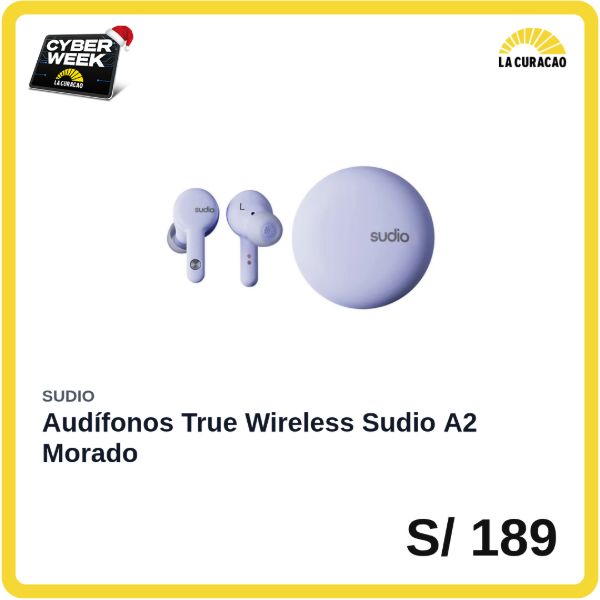 CYBER
WEEK
LA CURACAO
LA CURACAO
sudio
L
sudio
SUDIO
Audífonos True Wireless Sudio A2
Morado
S/ 189